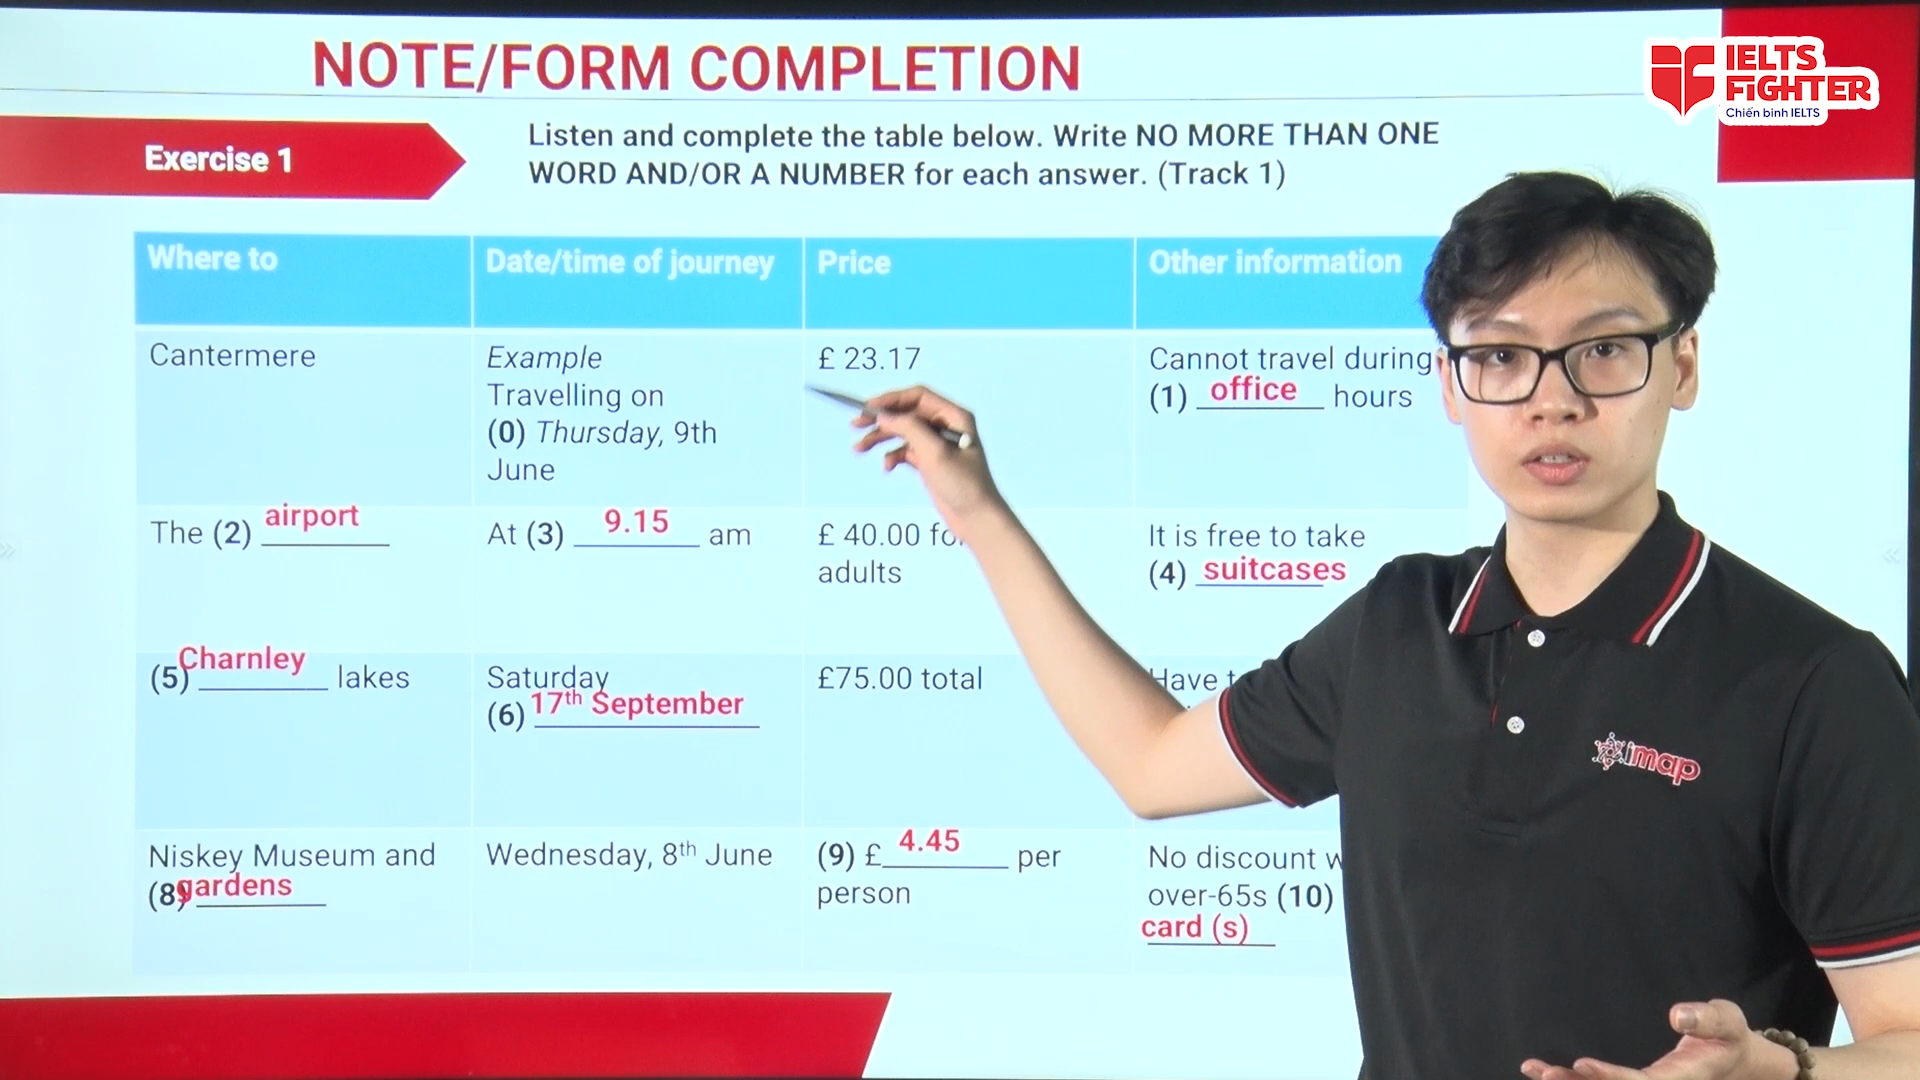 NOTE/FORM COMPLETION
IELTS
FIGHTER
Chiến binh IELTS
Exercise 1
Listen and complete the table below. Write NO MORE THAN ONE
WORD AND/OR A NUMBER for each answer. (Track 1)
Where to
Date/time of journey
Price
Other information
Cantermere
Example
Travelling on
(0) Thursday, 9th
June
£ 23.17
Cannot travel during
(1) office hours
The (2) airport
At (3) 9.15 am
£ 40.00 for
adults
It is free to take
(4) suitcases
(5) Charnley lakes
Saturday
(6) 17th September
£75.00 total
Have
Niskey Museum and
(8) gardens
Wednesday, 8th June
(9) £ 4.45 per
person
No discount
over-65s (10)
card (s)
imap